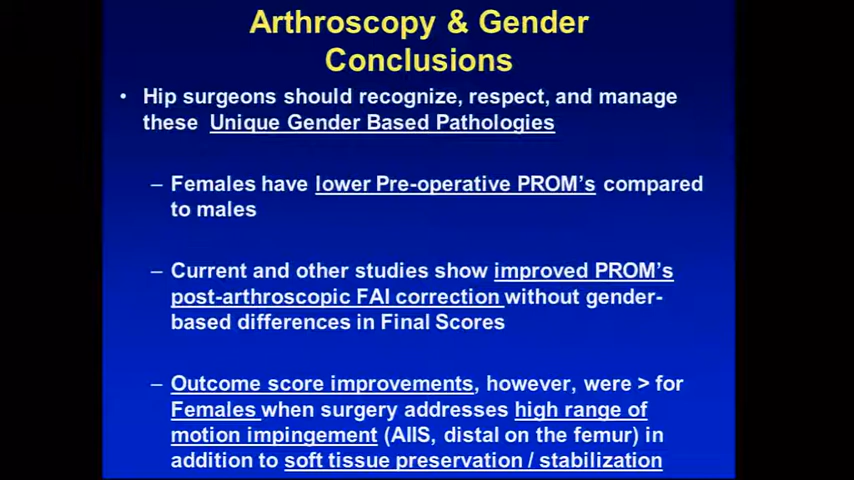 Arthroscopy & Gender
Conclusions
• Hip surgeons should recognize, respect, and manage
these Unique Gender Based Pathologies
– Females have lower Pre-operative PROM's compared
to males
– Current and other studies show improved PROM's
post-arthroscopic FAI correction without gender-
based differences in Final Scores
– Outcome score improvements, however, were > for
Females when surgery addresses high range of
motion impingement (AIIS, distal on the femur) in
addition to soft tissue preservation / stabilization